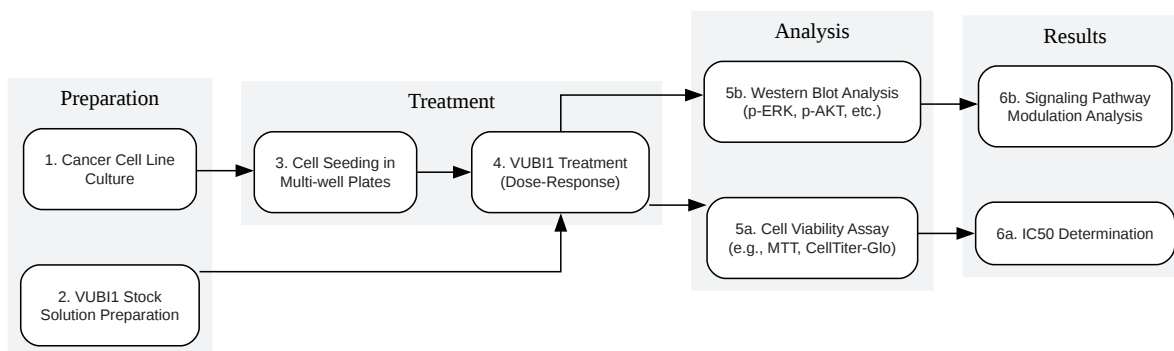 Preparation
1. Cancer Cell Line
Culture
2. VUBI1 Stock
Solution Preparation
Treatment
3. Cell Seeding in
Multi-well Plates
4. VUBI1 Treatment
(Dose-Response)
Analysis
5b. Western Blot Analysis
(p-ERK, p-AKT, etc.)
5a. Cell Viability Assay
(e.g., MTT, CellTiter-Glo)
Results
6b. Signaling Pathway
Modulation Analysis
6a. IC50 Determination